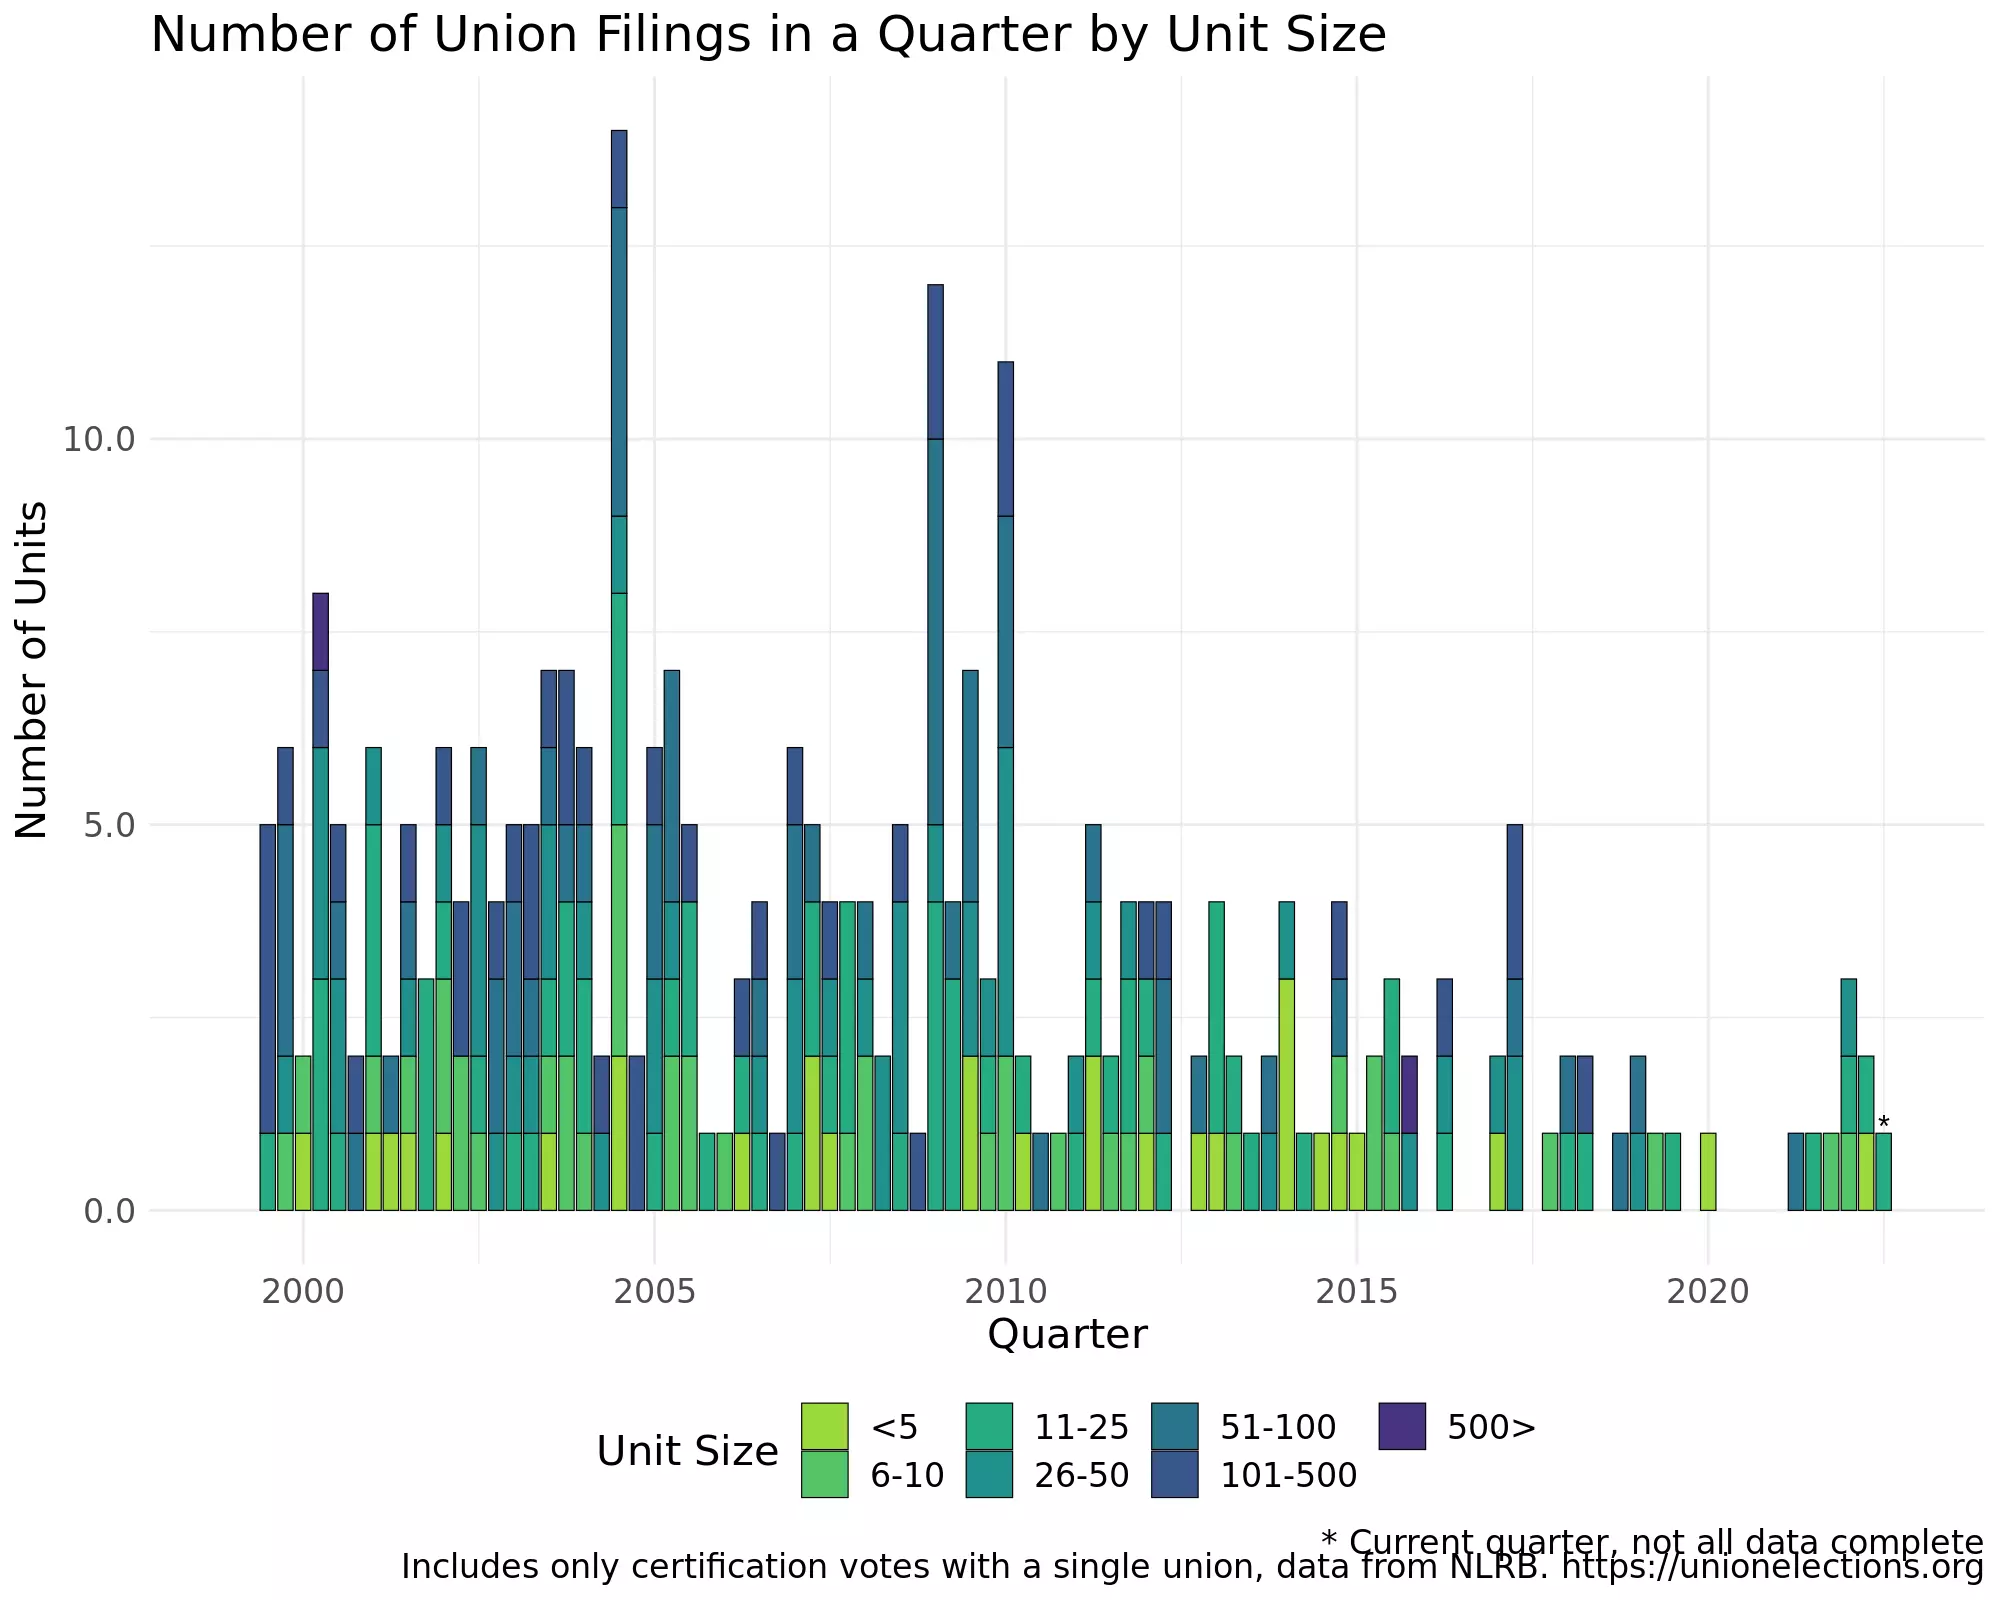 Number of Union Filings in a Quarter by Unit Size
Number of Units
10.0
5.0
0.0
*
2000 2005 2010 2015 2020
Quarter
Unit Size
<5 11-25 51-100 500>
6-10 26-50 101-500
* Current quarter, not all data complete
Includes only certification votes with a single union, data from NLRB. https://unionelections.org